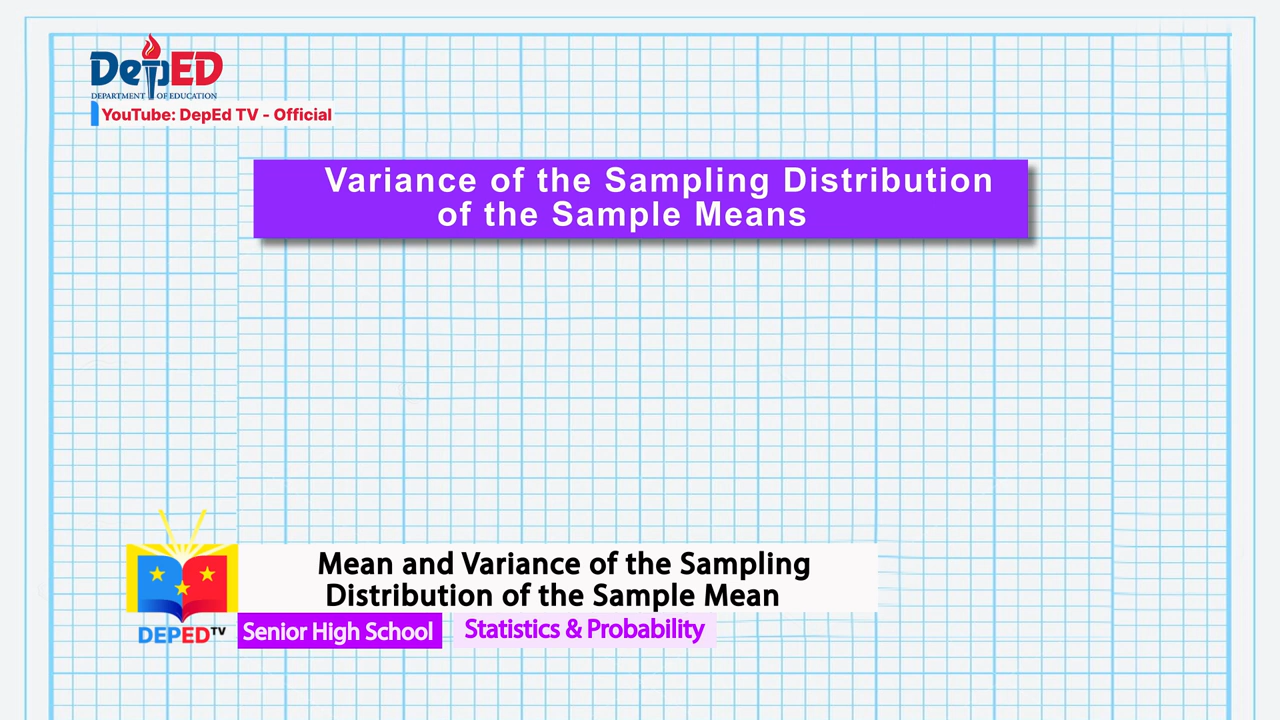 DepED
DEPARTMENT OF EDUCATION
YouTube: DepEd TV - Official
Variance of the Sampling Distribution
of the Sample Means
Mean and Variance of the Sampling
Distribution of the Sample Mean
DEPED TV
Senior High School
Statistics & Probability